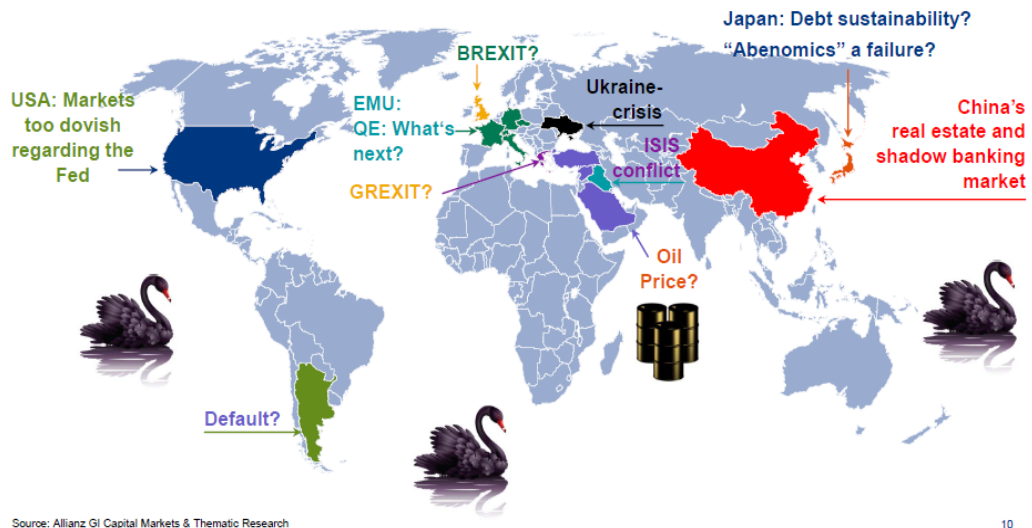 Japan: Debt sustainability?
“Abenomics” a failure?
BREXIT?
USA: Markets
too dovish
regarding the
Fed
EMU:
QE: What‘s
next?
Ukraine-
crisis
China’s
real estate and
shadow banking
market
ISIS
conflict
GREXIT?
Oil
Price?
Default?
Source: Allianz GI Capital Markets & Thematic Research
10